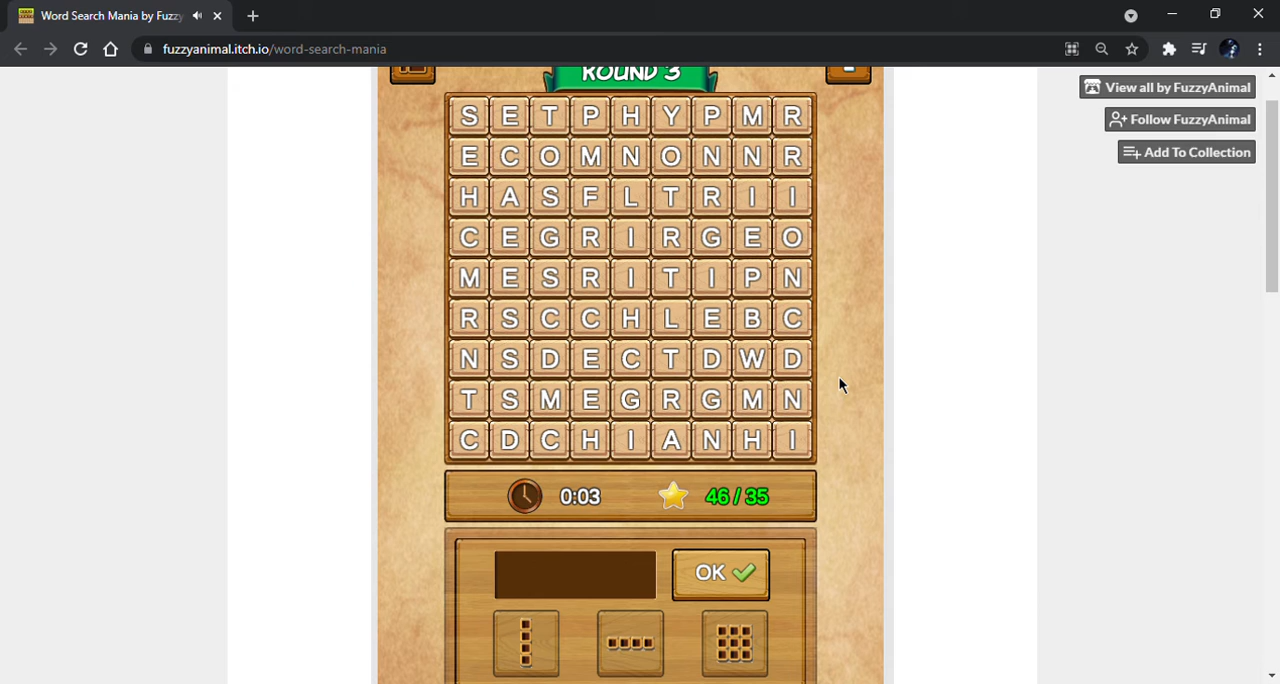 Word Search Mania by Fuzzy
fuzzyanimal.itch.io/word-search-mania
View all by FuzzyAnimal
Follow FuzzyAnimal
Add To Collection
ROUND 3
S E T P H Y P M R
E C O M N O N N R
H A S F L T R I I
C E G R I R G E O
M E S R I T I P N
R S C C H L E B C
N S D E C T D W D
T S M E G R G M N
C D C H I A N H I
0:03 46 / 35
OK